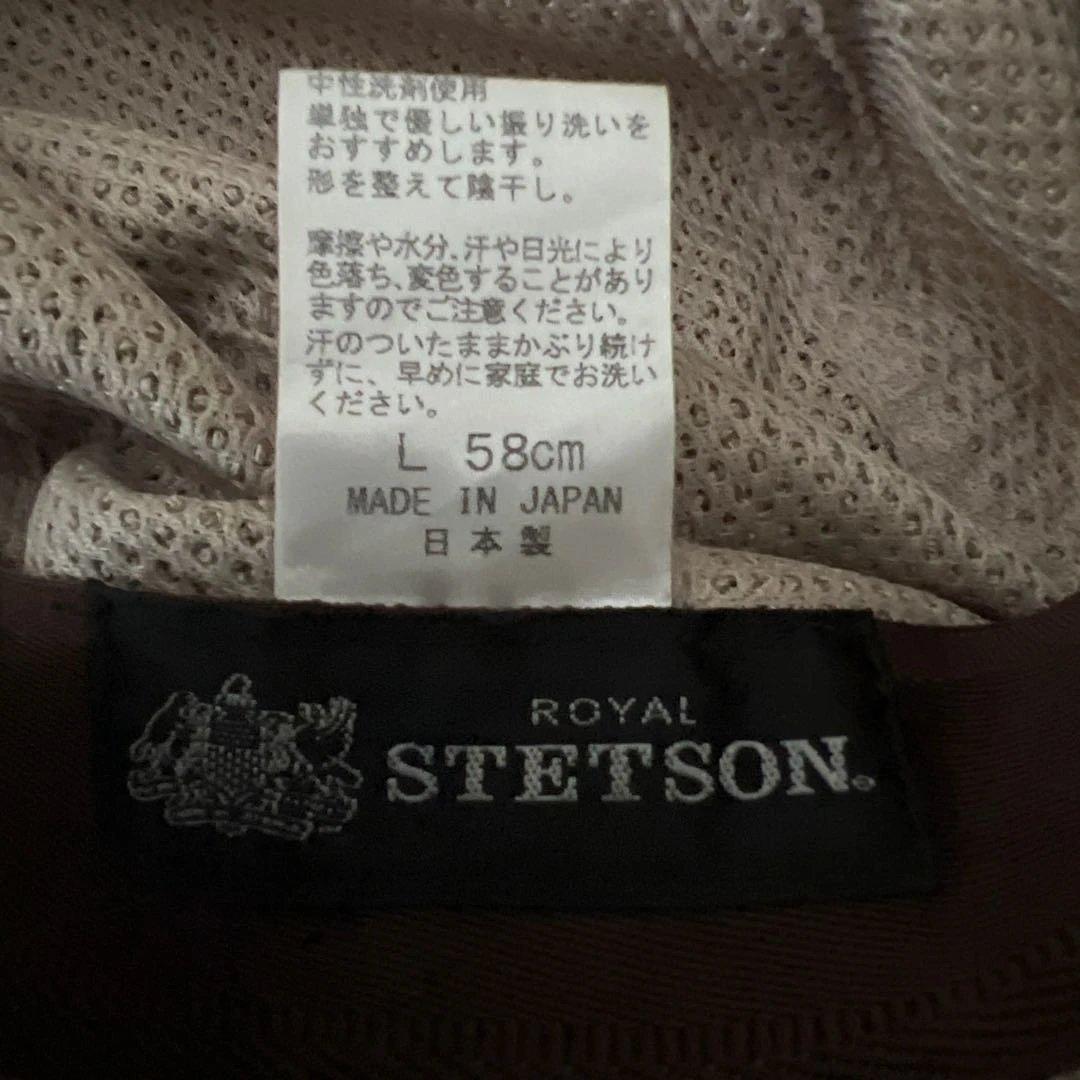 中性洗剤使用
単独で優しい振り洗いを
おすすめします。
形を整えて陰干し。
摩擦や水分、汗や日光により
色落ち、変色することがあり
ますのでご注意ください。
汗のついたままかぶり続け
ずに、早めに家庭でお洗い
ください。
L 58cm
MADE IN JAPAN
日本製
ROYAL
STETSON®